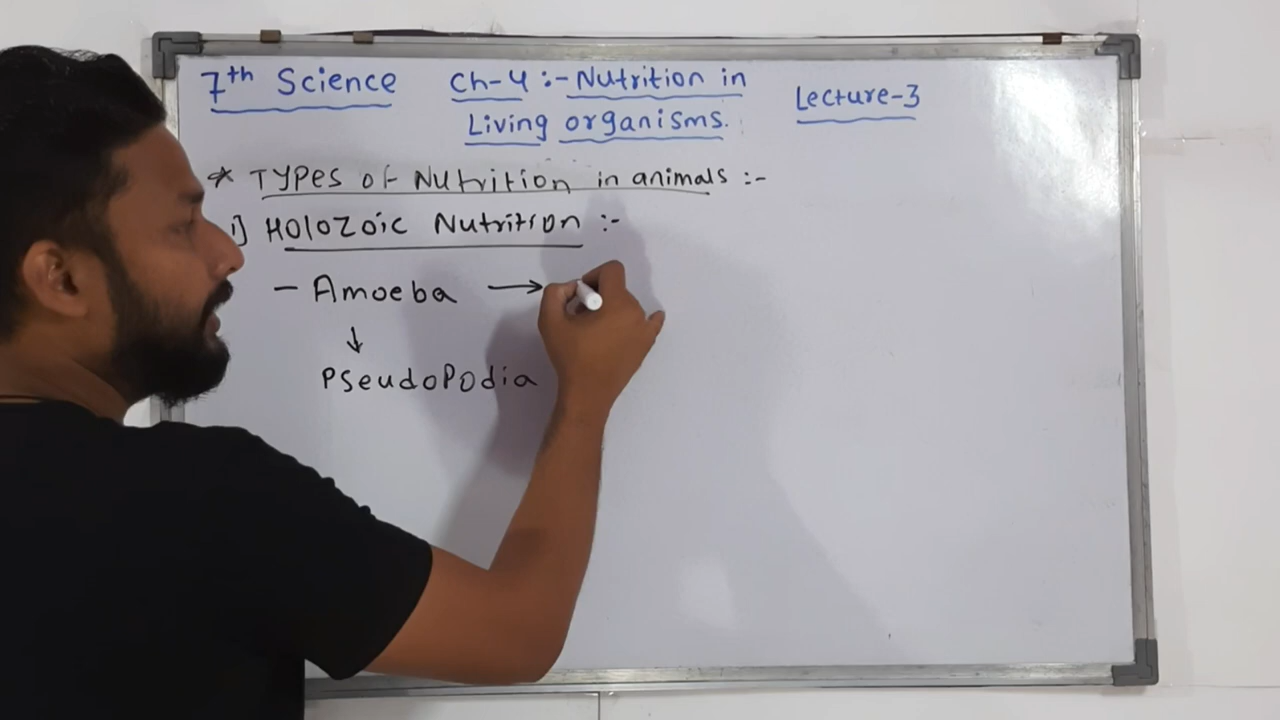 7th Science Ch-4 :- Nutrition in Living organisms. Lecture-3
* Types of Nutrition in animals :-
1) Holozoic Nutrition :-
- Amoeba →
↓
Pseudopodia